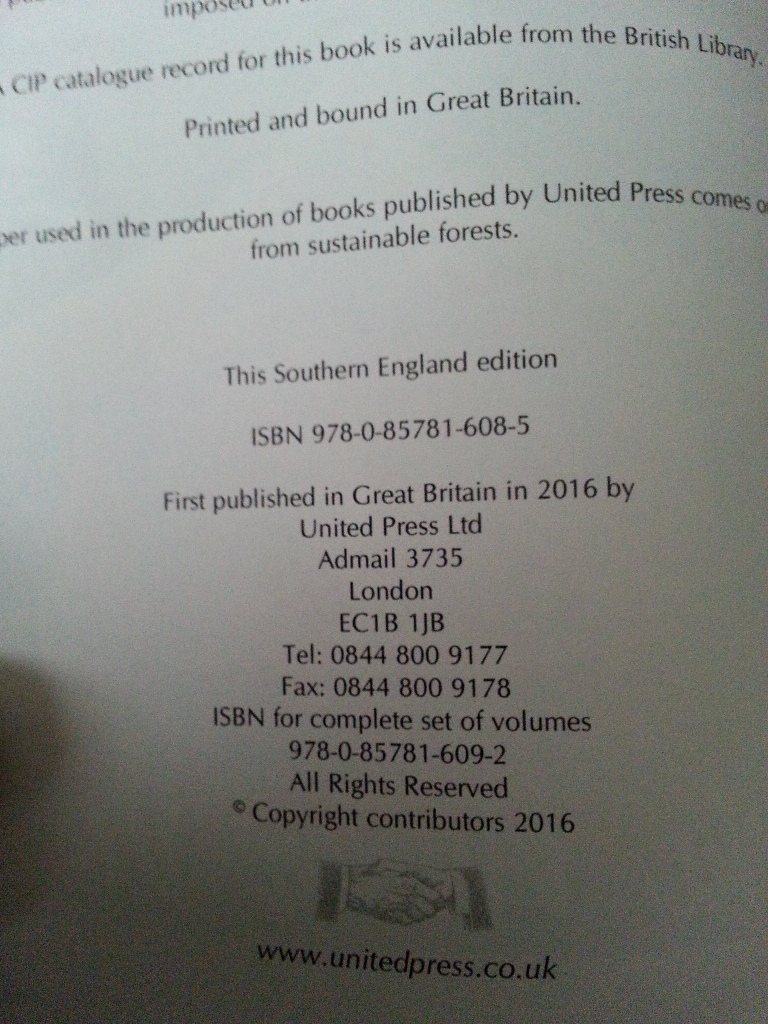 imposed on
A CIP catalogue record for this book is available from the British Library.
Printed and bound in Great Britain.
used in the production of books published by United Press comes
from sustainable forests.
This Southern England edition
ISBN 978-0-85781-608-5
First published in Great Britain in 2016 by
United Press Ltd
Admail 3735
London
EC1B 1JB
Tel: 0844 800 9177
Fax: 0844 800 9178
ISBN for complete set of volumes
978-0-85781-609-2
All Rights Reserved
© Copyright contributors 2016
www.unitedpress.co.uk